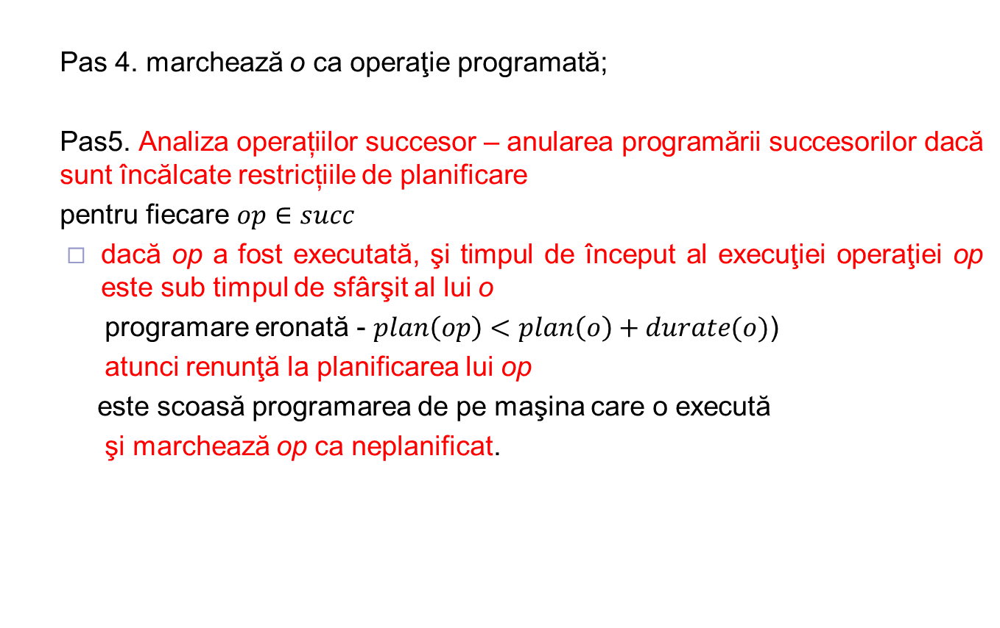 Pas 4. marchează o ca operaţie programată;
Pas5. Analiza operațiilor succesor – anularea programării succesorilor dacă
sunt încălcate restricțiile de planificare
pentru fiecare 𝑜𝑝 ∈ 𝑠𝑢𝑐𝑐
dacă op a fost executată, şi timpul de început al execuţiei operaţiei op
este sub timpul de sfârşit al lui o
programare eronată - 𝑝𝑙𝑎𝑛(𝑜𝑝) < 𝑝𝑙𝑎𝑛(𝑜) + 𝑑𝑢𝑟𝑎𝑡𝑒(𝑜))
atunci renunţă la planificarea lui op
este scoasă programarea de pe maşina care o execută
şi marchează op ca neplanificat.